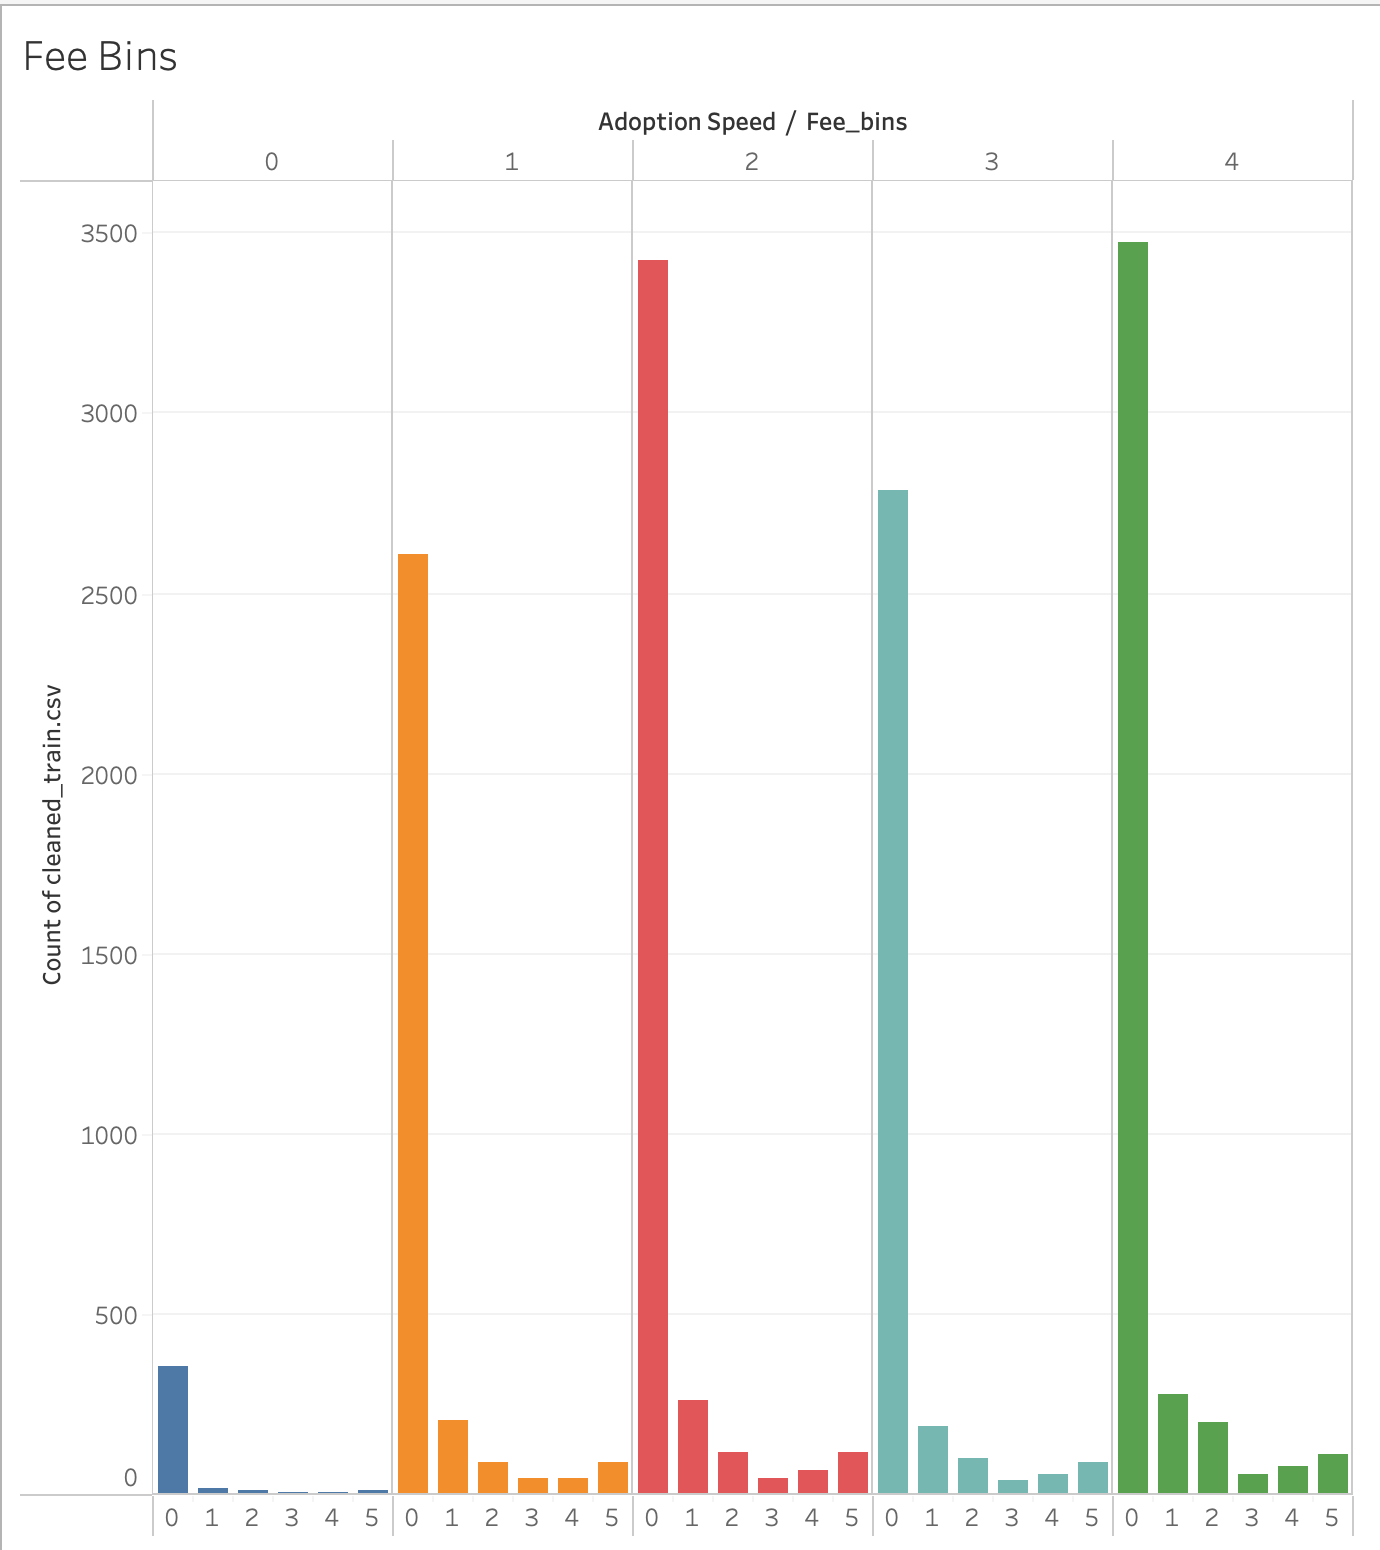 Fee Bins
Adoption Speed / Fee_bins
0 1 2 3 4
3500
3000
2500
2000
1500
1000
500
0
Count of cleaned_train.csv
0 1 2 3 4 5 0 1 2 3 4 5 0 1 2 3 4 5 0 1 2 3 4 5 0 1 2 3 4 5